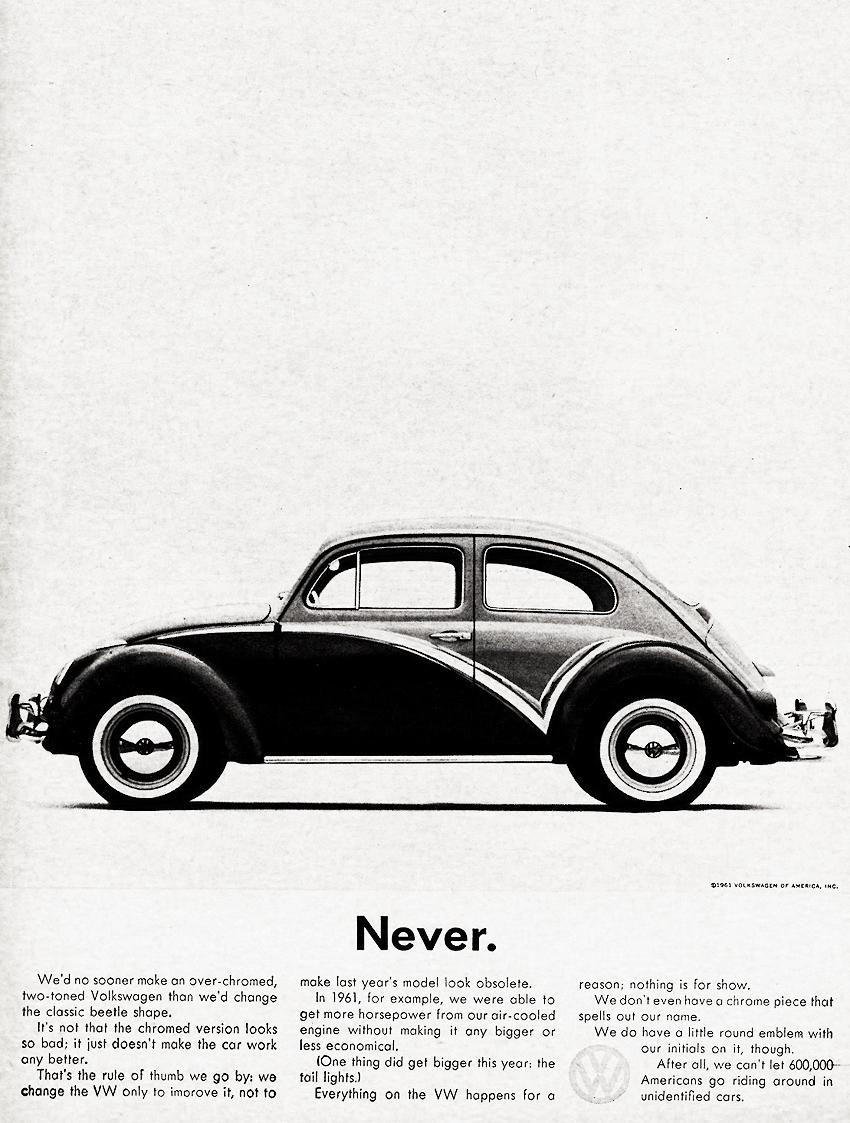 ©1961 VOLKSWAGEN OF AMERICA, INC.
Never.
We'd no sooner make an over-chromed,
two-toned Volkswagen than we'd change
the classic beetle shape.
It's not that the chromed version looks
so bad; it just doesn't make the car work
any better.
That's the rule of thumb we go by: we
change the VW only to improve it, not to
make last year's model look obsolete.
In 1961, for example, we were able to
get more horsepower from our air-cooled
engine without making it any bigger or
less economical.
(One thing did get bigger this year: the
tail lights.)
Everything on the VW happens for a
reason; nothing is for show.
We don't even have a chrome piece that
spells out our name.
We do have a little round emblem with
our initials on it, though.
After all, we can't let 600,000
Americans go riding around in
unidentified cars.
VW